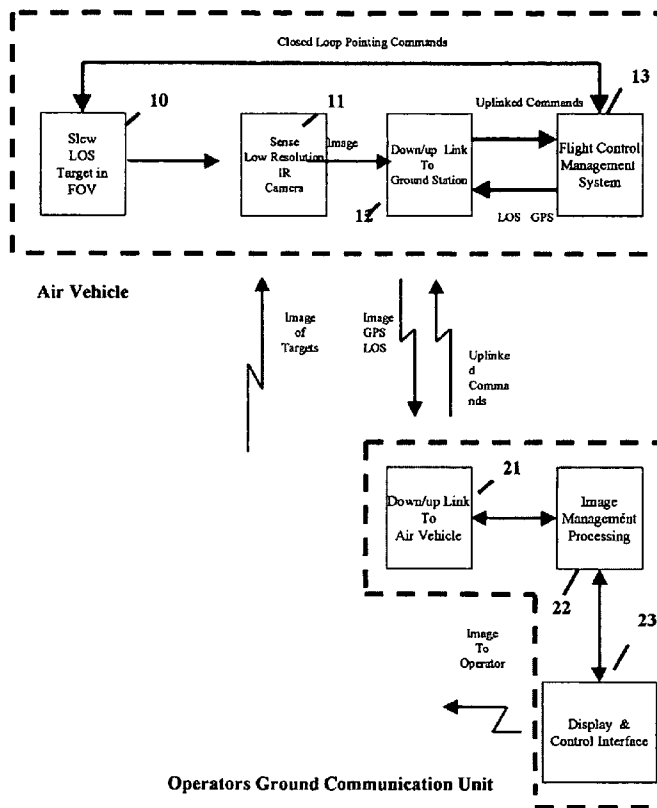 Closed Loop Pointing Commands
10
11
13
Uplinked Commands
Slew
LOS
Target in
FOV
Sense
Low Resolution
IR
Camera
Image
Down/up Link
To
Ground Station
Flight Control
Management
System
12
LOS GPS
Air Vehicle
Image
of
Targets
Image
GPS
LOS
Uplinke
d
Comma
nds
21
Down/up Link
To
Air Vehicle
Image
Management
Processing
22
23
Image
To
Operator
Display &
Control Interface
Operators Ground Communication Unit